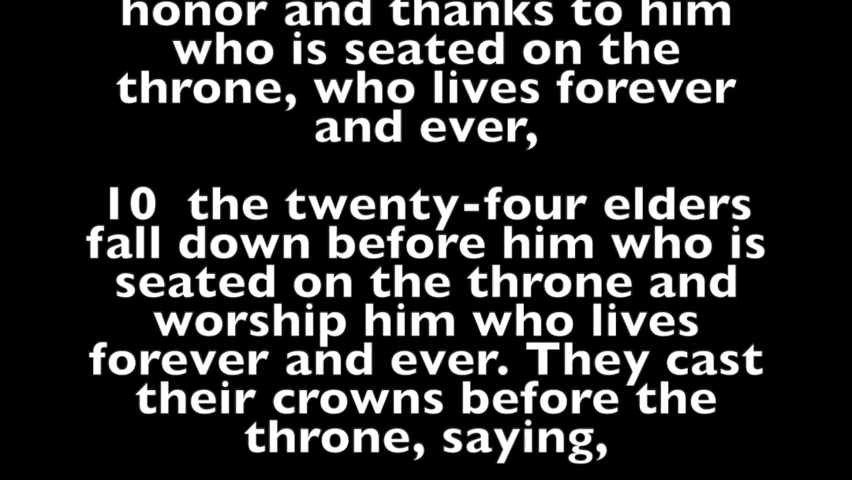 honor and thanks to him
who is seated on the
throne, who lives forever
and ever,
10 the twenty-four elders
fall down before him who is
seated on the throne and
worship him who lives
forever and ever. They cast
their crowns before the
throne, saying,